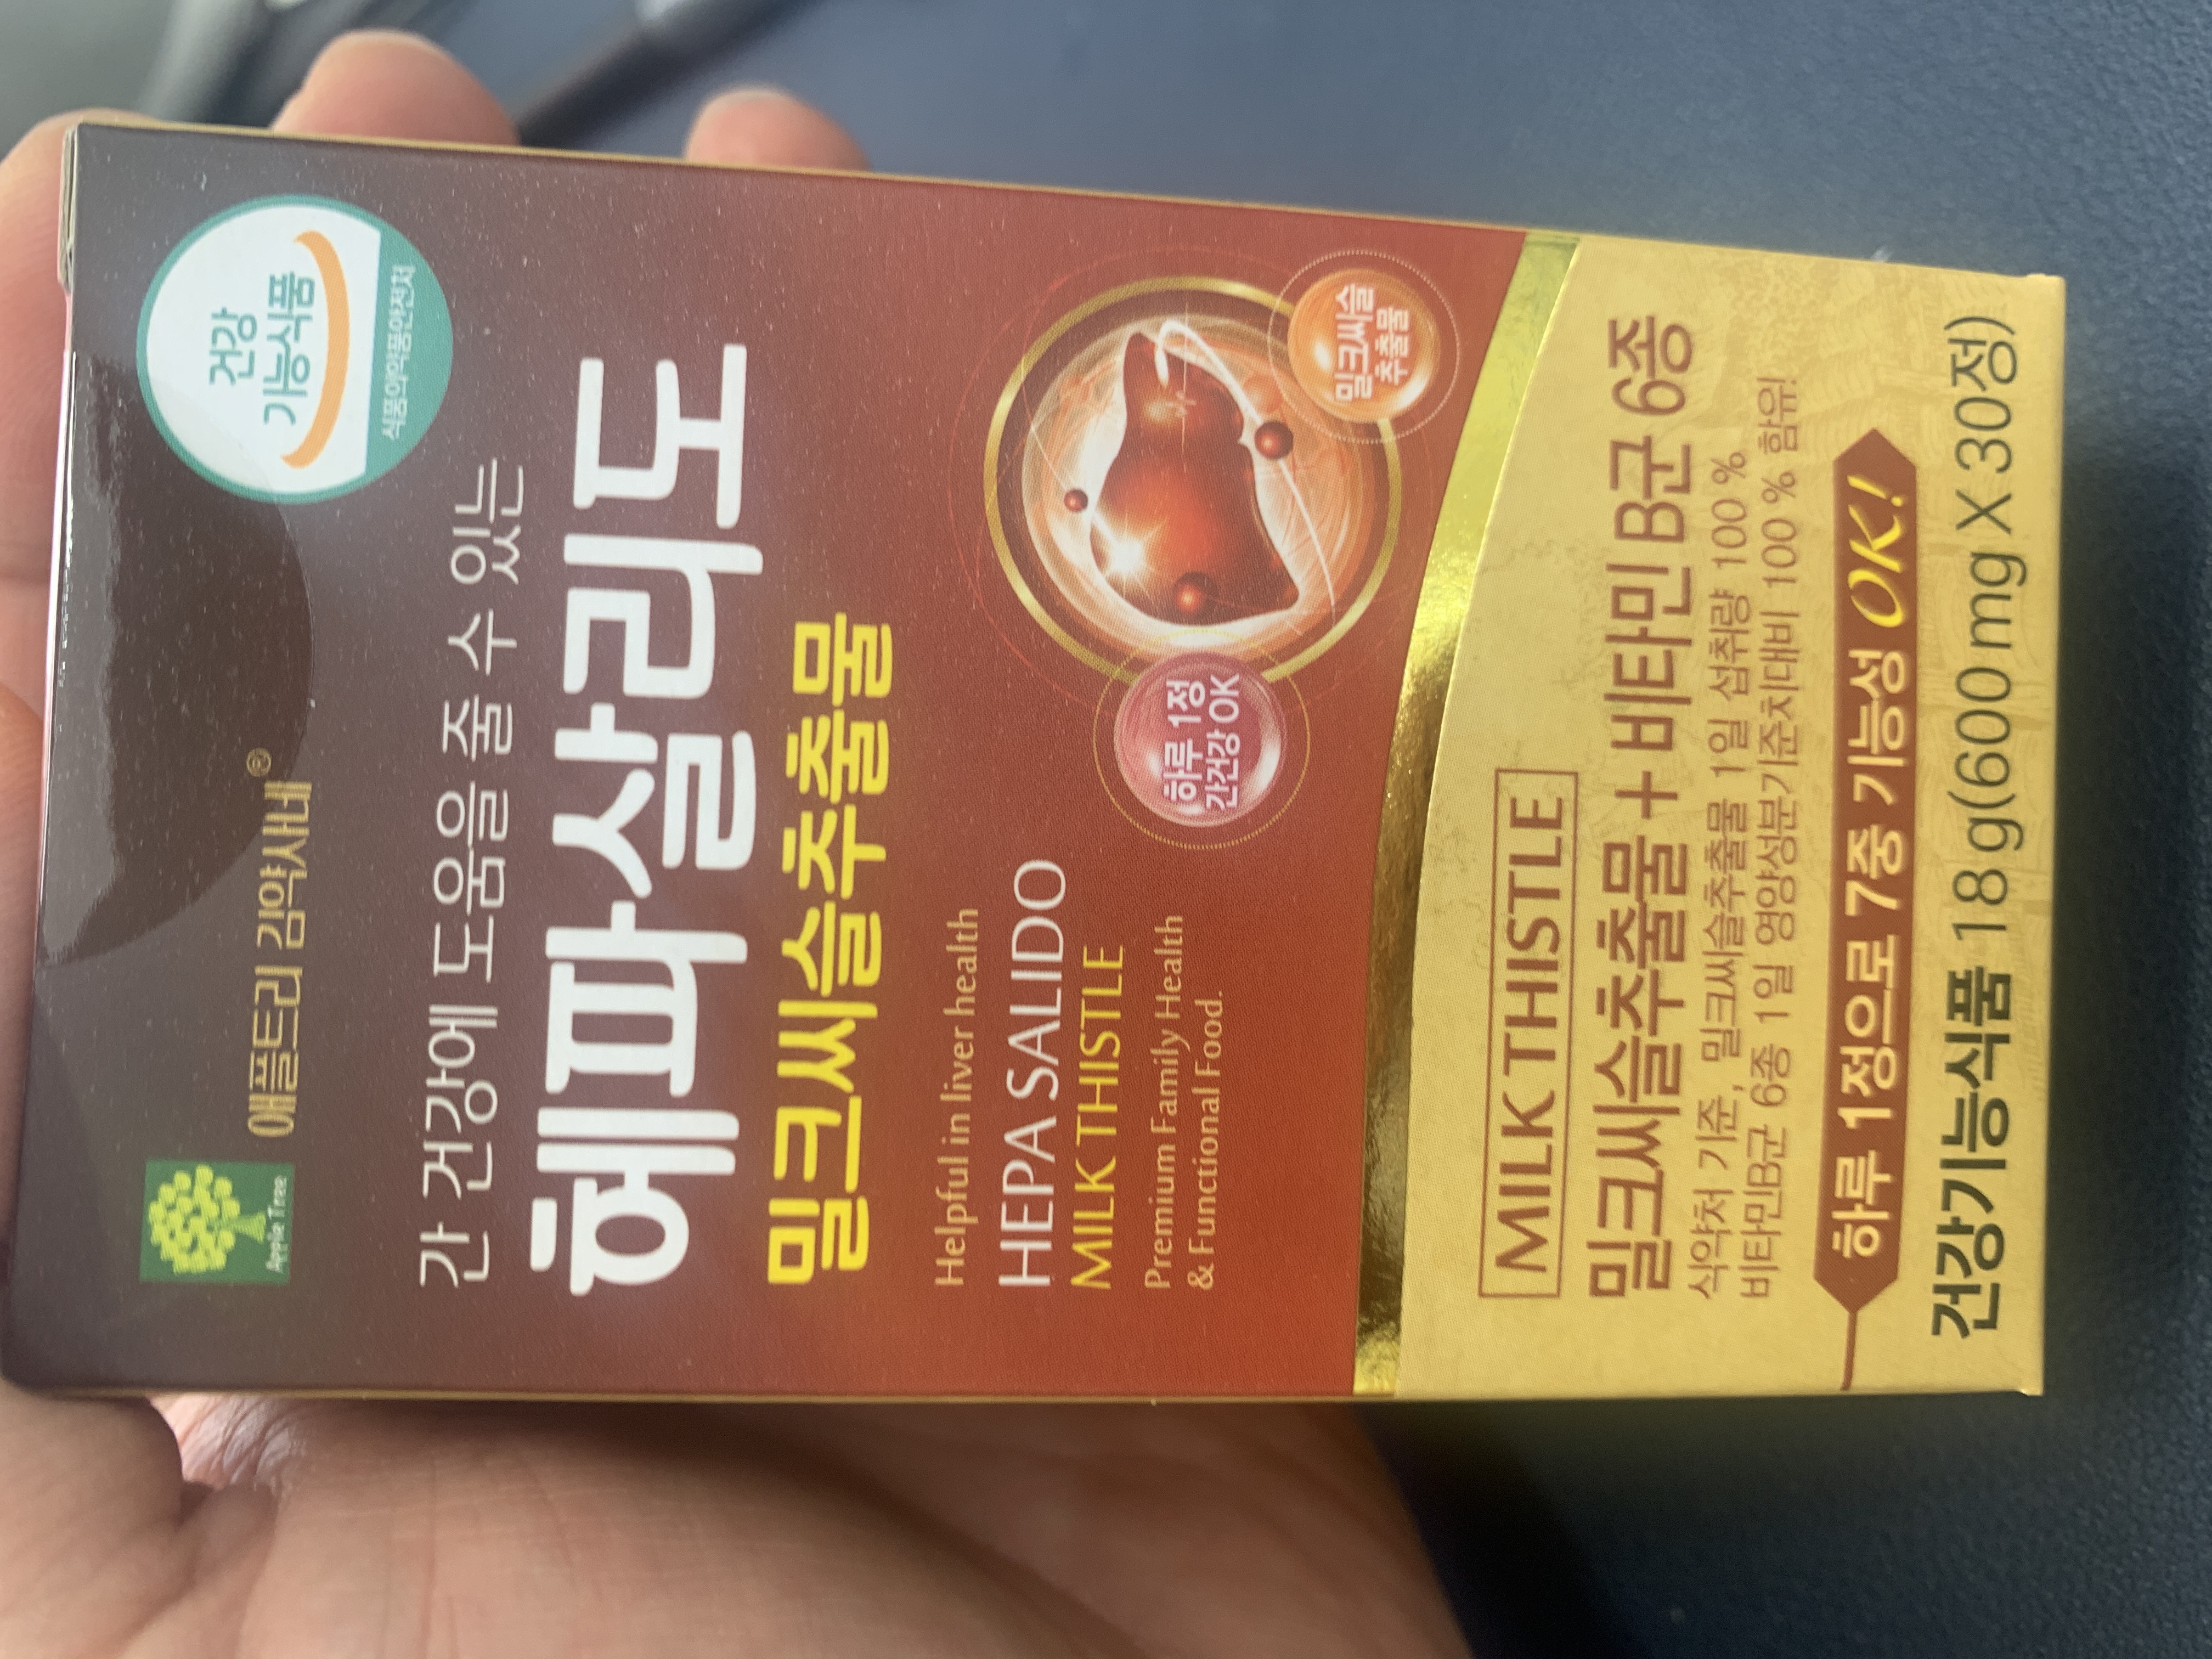 Apple Tree
애플트리 김약사네®
건강
기능식품
식품의약품안전처
간 건강에 도움을 줄 수 있는
헤파살리도
밀크씨슬추출물
Helpful in liver health
HEPA SALIDO
MILK THISTLE
Premium Family Health
& Functional Food.
하루 1정
간건강 OK
밀크씨슬
추출물
MILK THISTLE
밀크씨슬추출물 + 비타민 B군 6종
식약처 기준, 밀크씨슬추출물 1일 섭취량 100 %
비타민B군 6종 1일 영양성분기준치대비 100 % 함유!
하루 1정으로 7중 기능성 OK!
건강기능식품 18 g(600 mg X 30정)